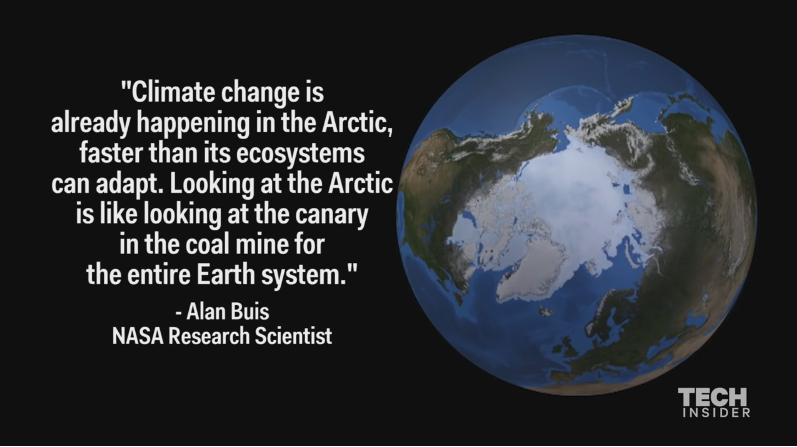 "Climate change is
already happening in the Arctic,
faster than its ecosystems
can adapt. Looking at the Arctic
is like looking at the canary
in the coal mine for
the entire Earth system."
- Alan Buis
NASA Research Scientist
TECH
INSIDER